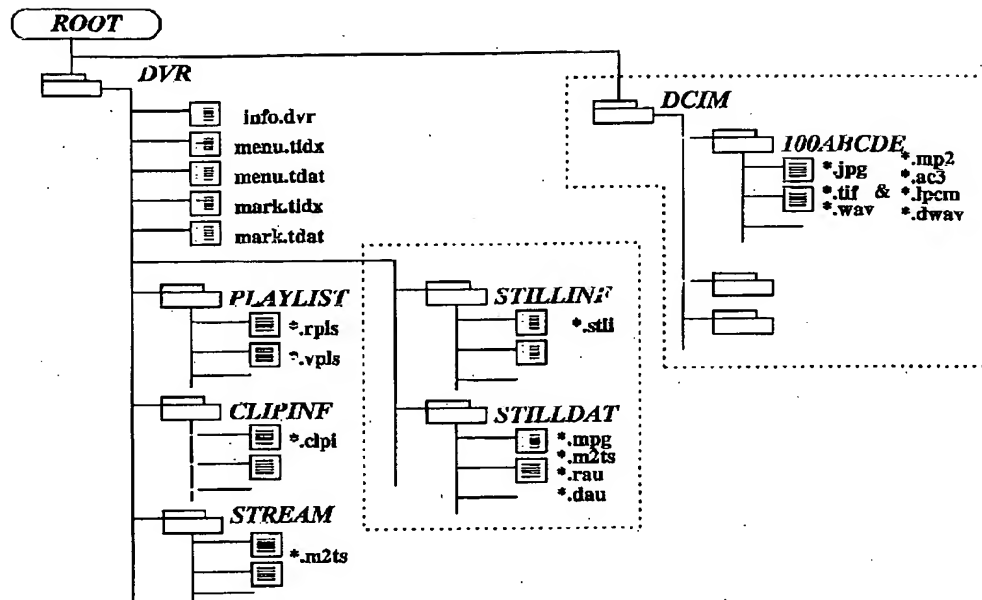 ROOT
DVR
info.dvr
menu.tidx
menu.tdat
mark.tidx
mark.tdat
PLAYLIST
*.rpls
*.vpls
CLIPINF
*.clpi
STREAM
*.m2ts
STILLINF
*.stli
STILLDAT
*.mpg
*.m2ts
*.rau
*.dau
DCIM
100ABCDE
*.jpg *.mp2
*.ac3
*.tif & *.lpcm
*.wav *.dwav